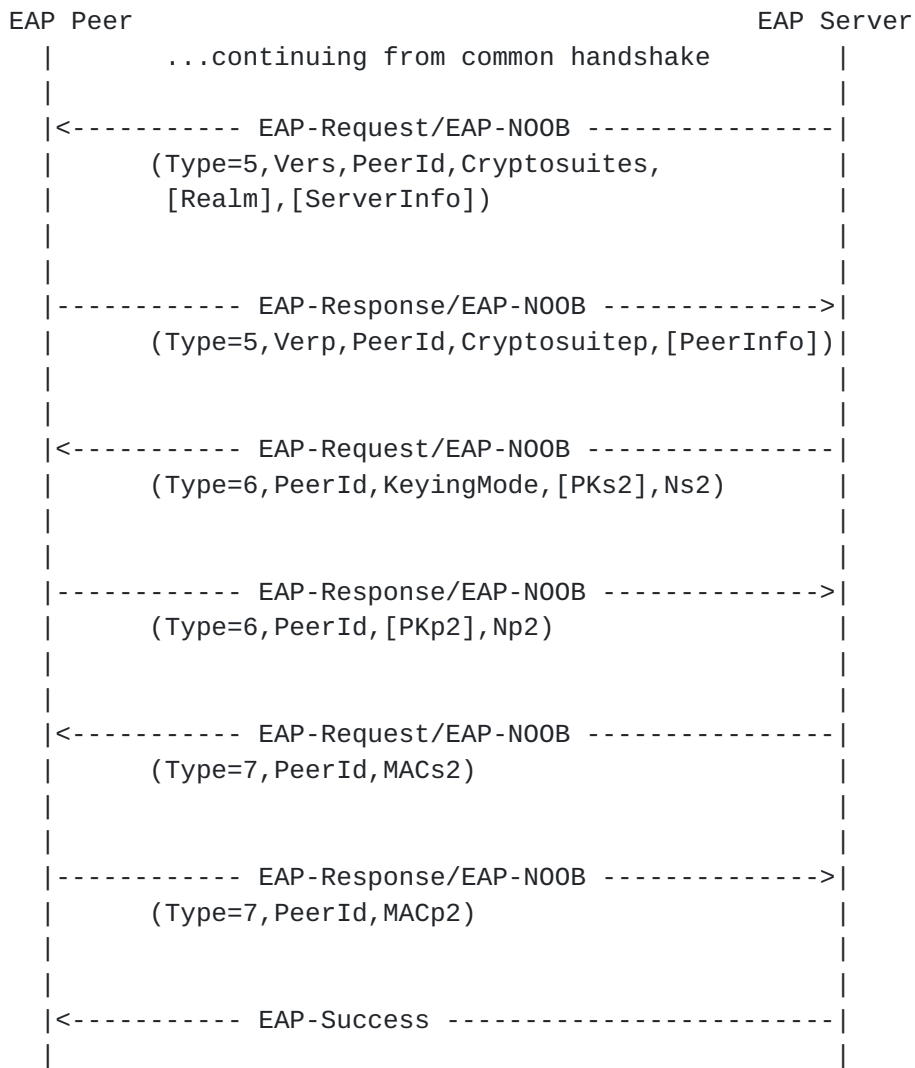 EAP Peer                                        EAP Server
  |       ...continuing from common handshake        |
  |                                                  |
  |<----------- EAP-Request/EAP-NOOB ----------------|
  |      (Type=5,Vers,PeerId,Cryptosuites,           |
  |       [Realm],[ServerInfo])                      |
  |                                                  |
  |                                                  |
  |------------ EAP-Response/EAP-NOOB -------------->|
  |      (Type=5,Verp,PeerId,Cryptosuitep,[PeerInfo])|
  |                                                  |
  |                                                  |
  |<----------- EAP-Request/EAP-NOOB ----------------|
  |      (Type=6,PeerId,KeyingMode,[PKs2],Ns2)       |
  |                                                  |
  |                                                  |
  |------------ EAP-Response/EAP-NOOB -------------->|
  |      (Type=6,PeerId,[PKp2],Np2)                  |
  |                                                  |
  |                                                  |
  |<----------- EAP-Request/EAP-NOOB ----------------|
  |      (Type=7,PeerId,MACs2)                       |
  |                                                  |
  |                                                  |
  |------------ EAP-Response/EAP-NOOB -------------->|
  |      (Type=7,PeerId,MACp2)                       |
  |                                                  |
  |                                                  |
  |<----------- EAP-Success -------------------------|
  |                                                  |